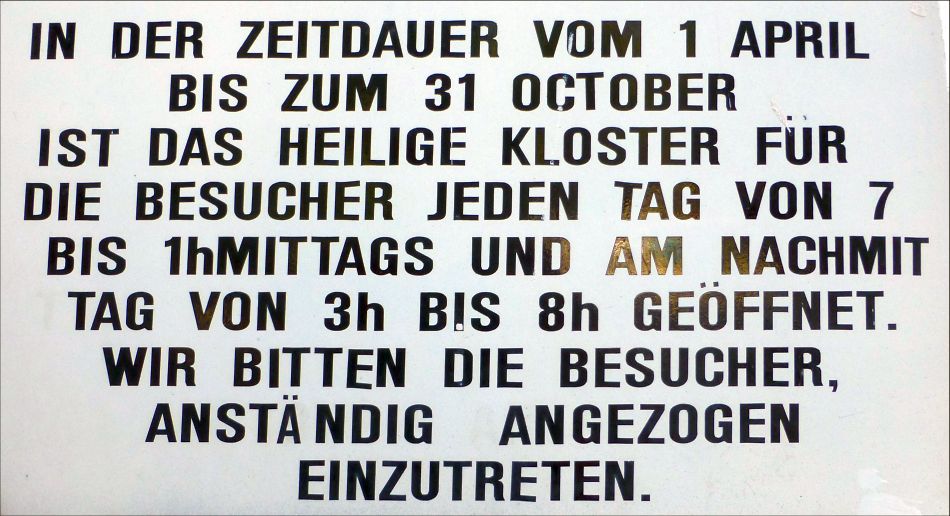 IN DER ZEITDAUER VOM 1 APRIL
BIS ZUM 31 OCTOBER
IST DAS HEILIGE KLOSTER FÜR
DIE BESUCHER JEDEN TAG VON 7
BIS 1hMITTAGS UND AM NACHMIT
TAG VON 3h BIS 8h GEÖFFNET.
WIR BITTEN DIE BESUCHER,
ANSTÄNDIG ANGEZOGEN
EINZUTRETEN.